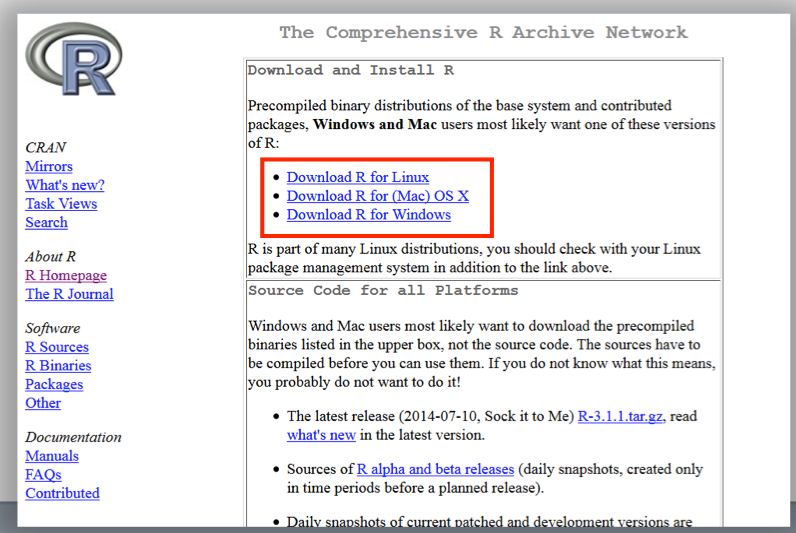 The Comprehensive R Archive Network
R
CRAN
Mirrors
What's new?
Task Views
Search
About R
R Homepage
The R Journal
Software
R Sources
R Binaries
Packages
Other
Documentation
Manuals
FAQs
Contributed
Download and Install R
Precompiled binary distributions of the base system and contributed
packages, Windows and Mac users most likely want one of these versions
of R:
• Download R for Linux
• Download R for (Mac) OS X
• Download R for Windows
R is part of many Linux distributions, you should check with your Linux
package management system in addition to the link above.
Source Code for all Platforms
Windows and Mac users most likely want to download the precompiled
binaries listed in the upper box, not the source code. The sources have to
be compiled before you can use them. If you do not know what this means,
you probably do not want to do it!
• The latest release (2014-07-10, Sock it to Me) R-3.1.1.tar.gz, read
what's new in the latest version.
• Sources of R alpha and beta releases (daily snapshots, created only
in time periods before a planned release).
• Daily snapshots of current patched and development versions are